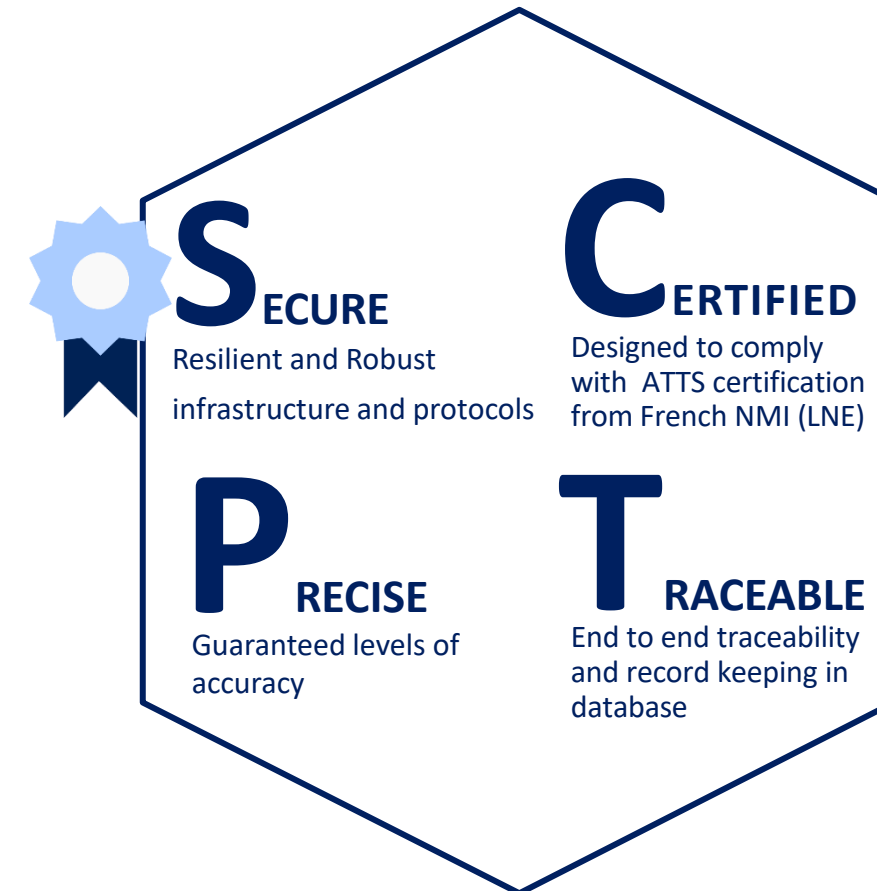 SECURE
Resilient and Robust
infrastructure and protocols
CERTIFIED
Designed to comply
with ATTS certification
from French NMI (LNE)
PRECISE
Guaranteed levels of
accuracy
TRACEABLE
End to end traceability
and record keeping in
database